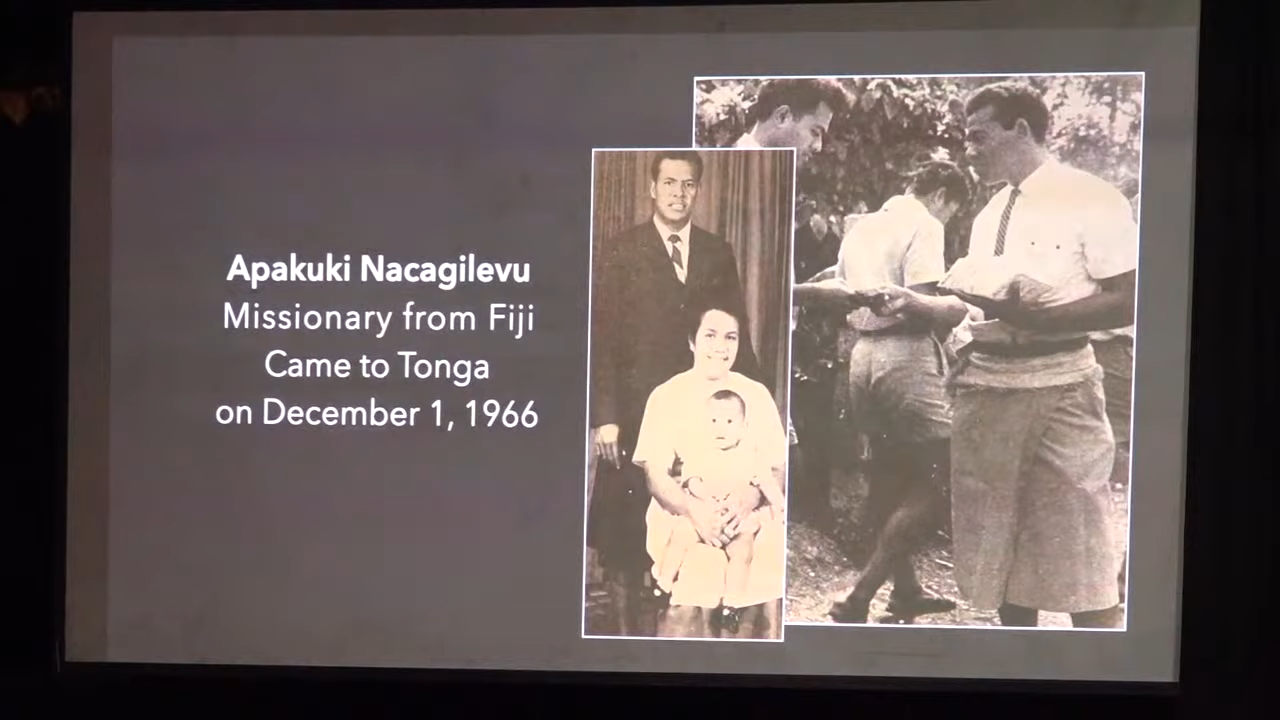 Apakuki Nacagilevu
Missionary from Fiji
Came to Tonga
on December 1, 1966